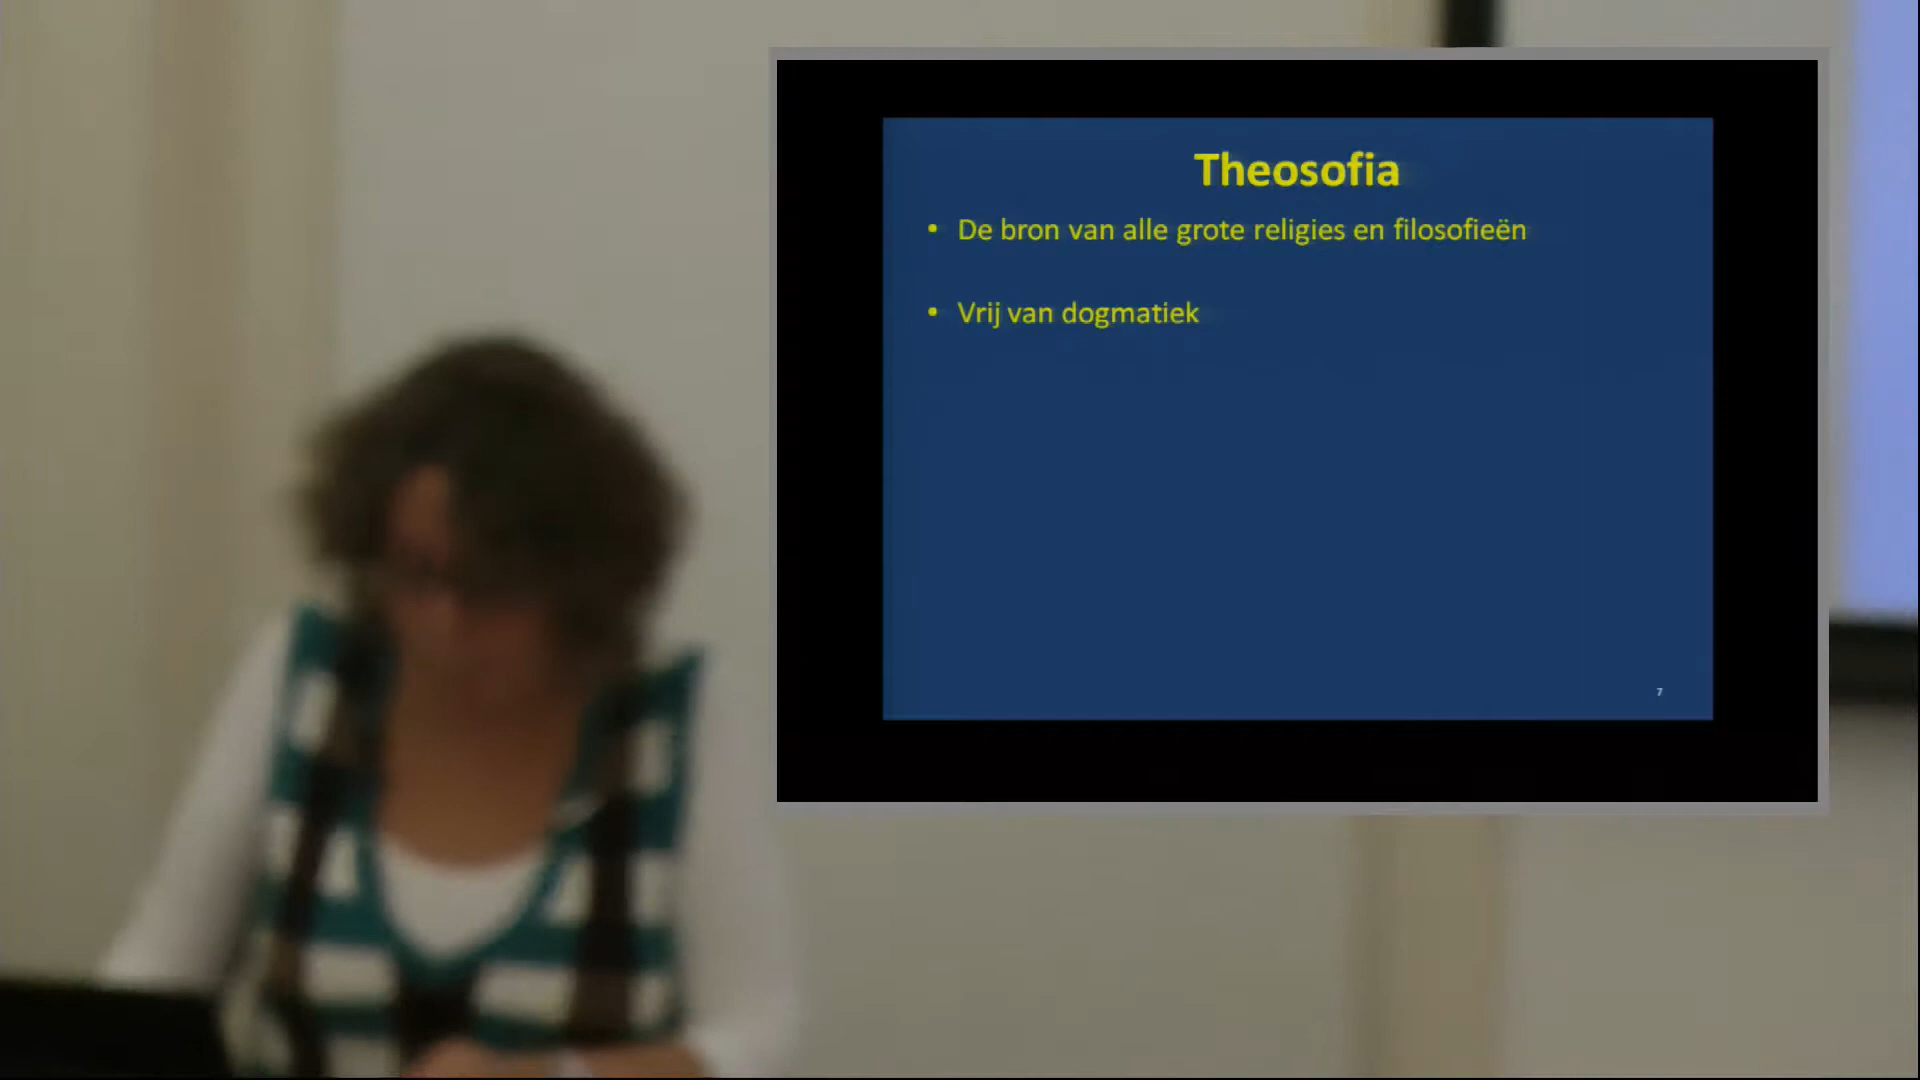 Theosofia
• De bron van alle grote religies en filosofieën
• Vrij van dogmatiek
7